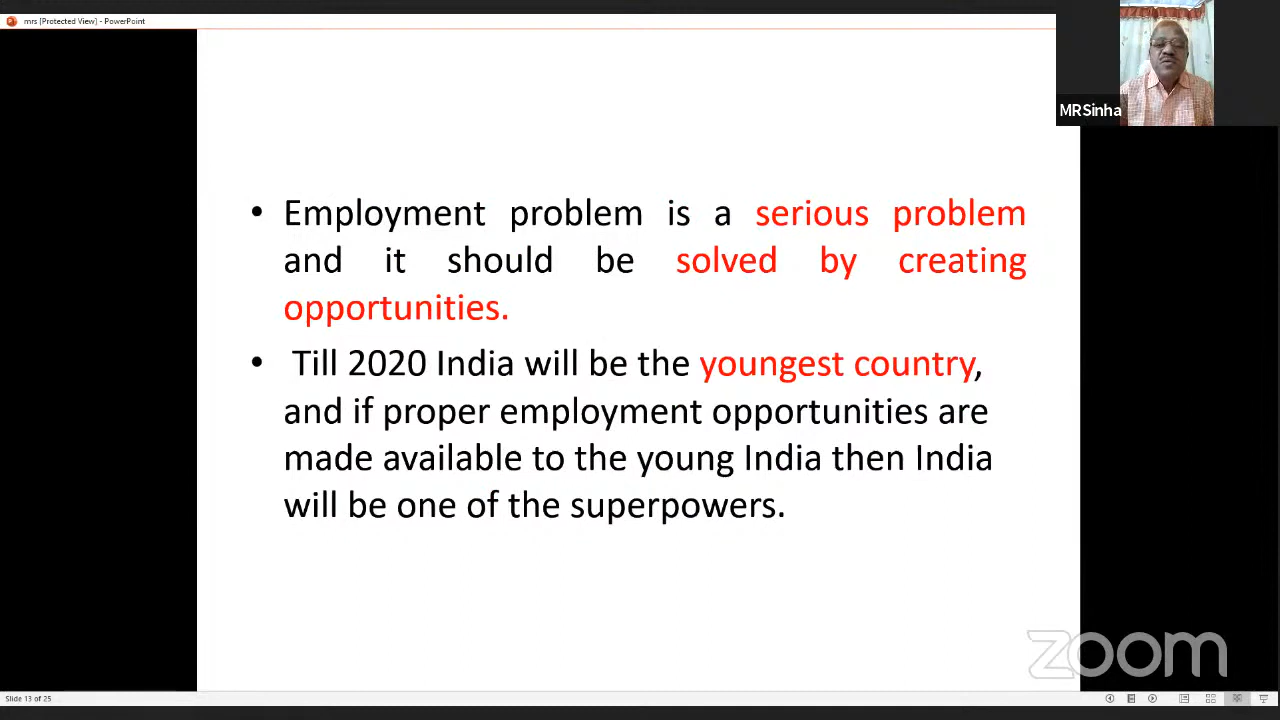 mrs [Protected View] - PowerPoint
MRSinha
• Employment problem is a serious problem
and it should be solved by creating
opportunities.
• Till 2020 India will be the youngest country,
and if proper employment opportunities are
made available to the young India then India
will be one of the superpowers.
zoom
Slide 13 of 25